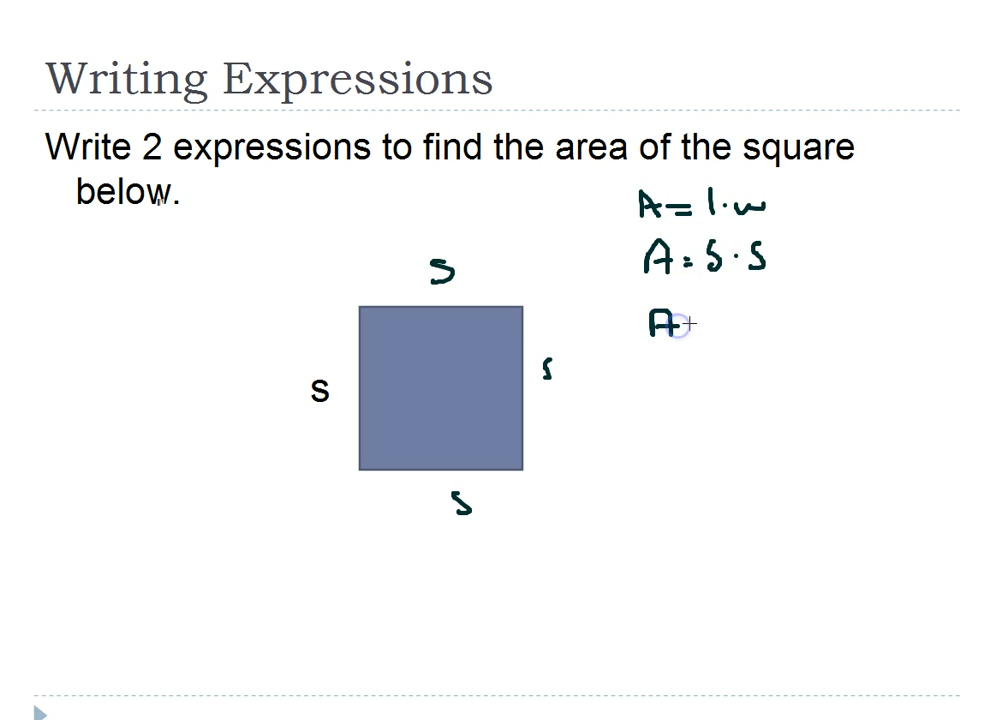 Writing Expressions
Write 2 expressions to find the area of the square
below.
A = l · w
A = s · s
A
s
s
s
s